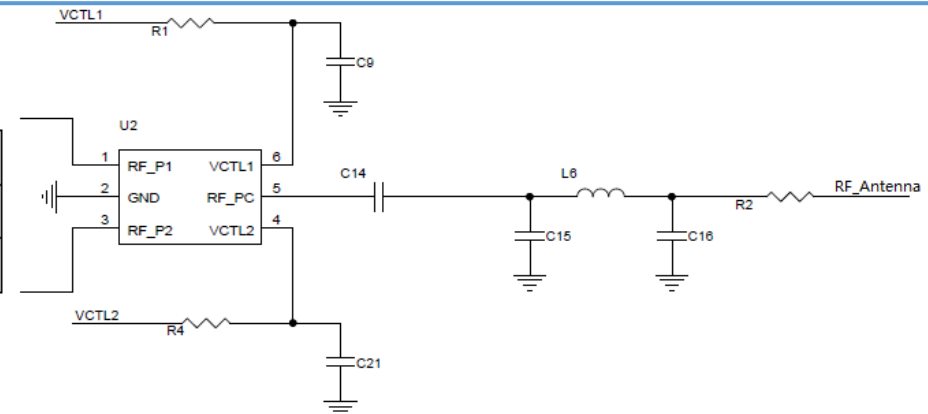 VCTL1
R1
C9
U2
1 RF_P1 VCTL1 6
2 GND RF_PC 5
3 RF_P2 VCTL2 4
C14
L6
R2
RF_Antenna
C15
C16
VCTL2
R4
C21